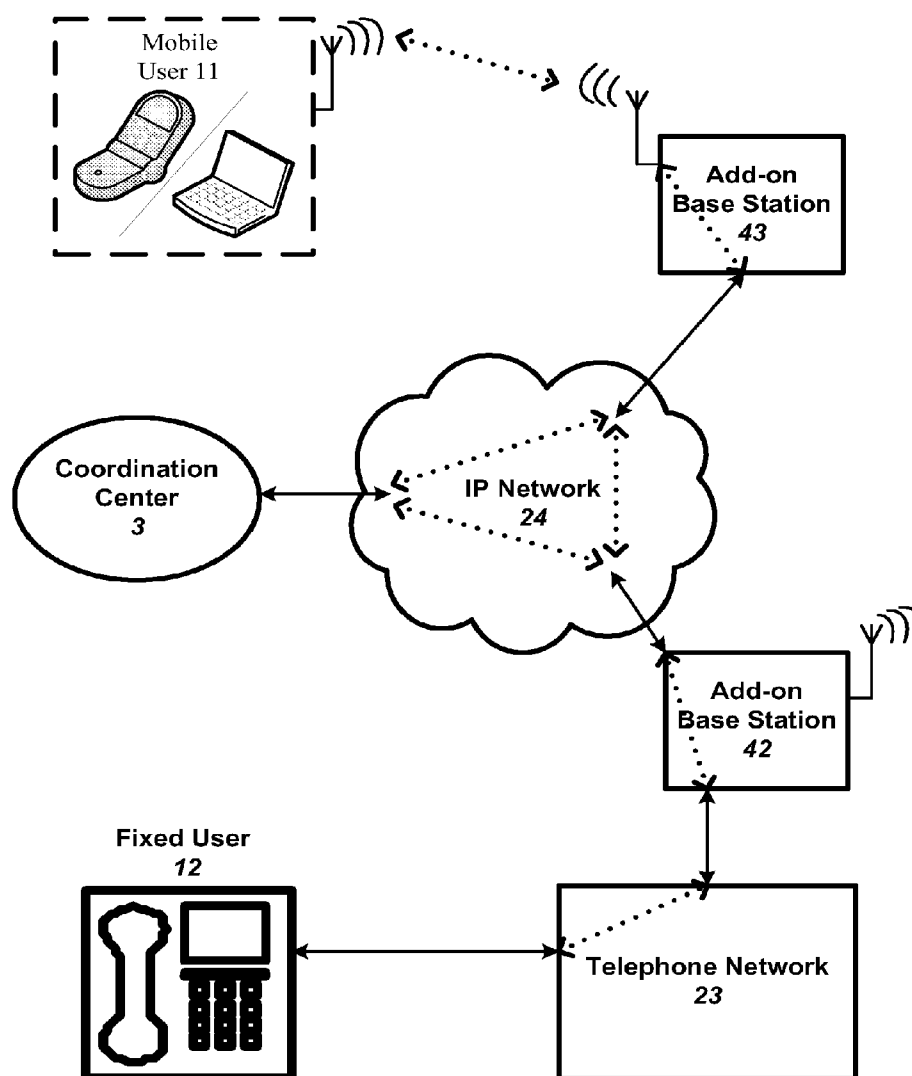 Mobile
User 11
Add-on
Base Station
43
Coordination
Center
3
IP Network
24
Add-on
Base Station
42
Fixed User
12
Telephone Network
23